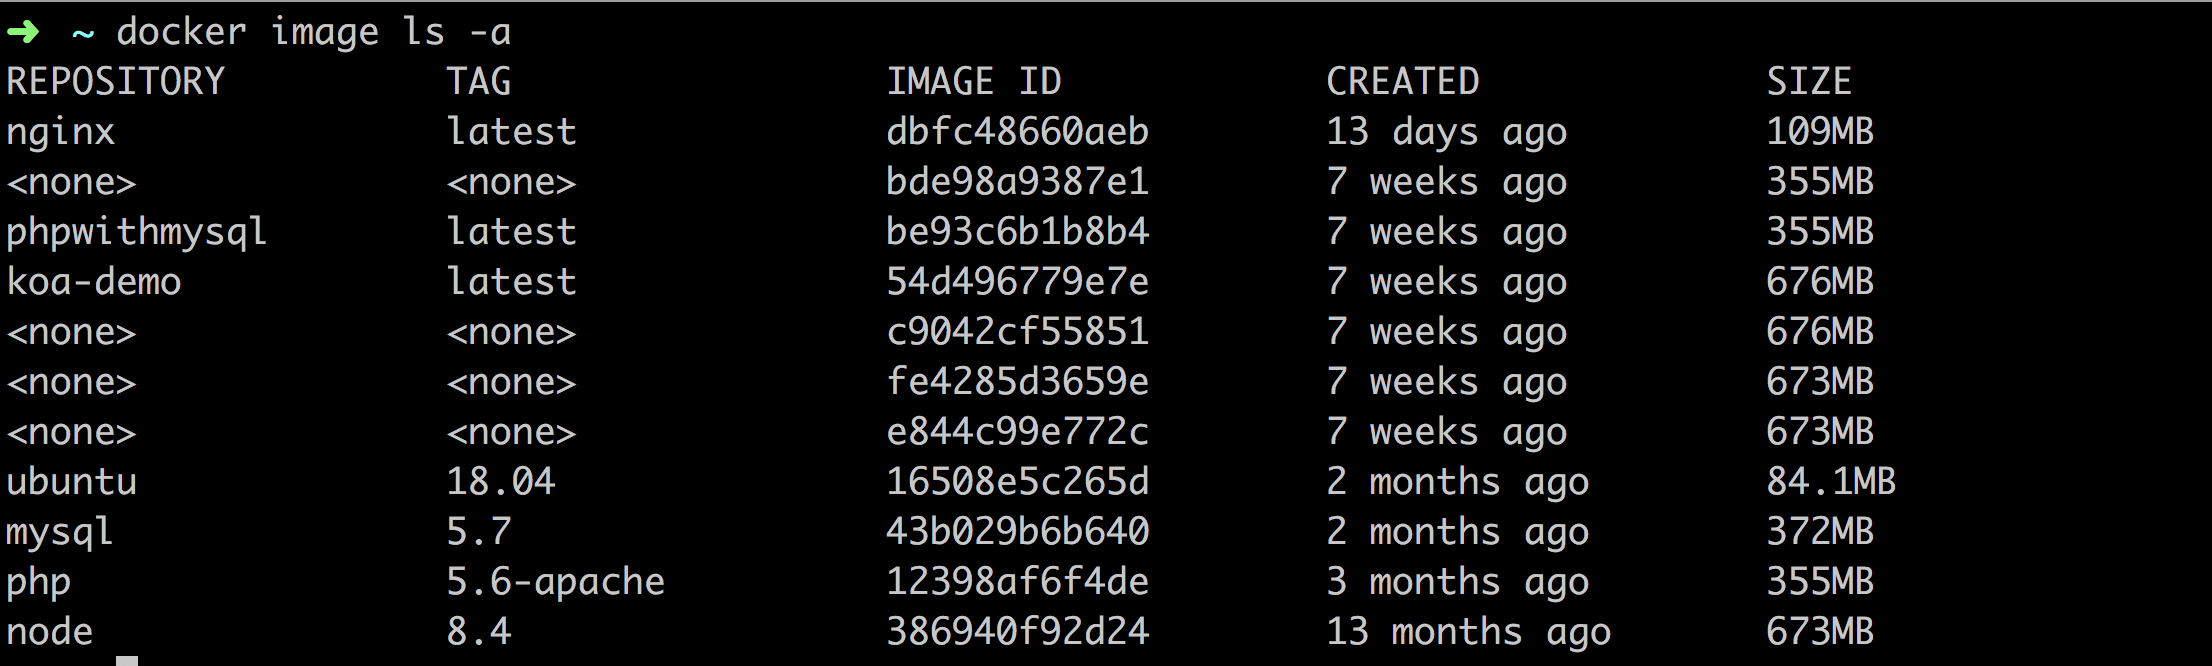 ➜ ~ docker image ls -a
REPOSITORY TAG IMAGE ID CREATED SIZE
nginx latest dbfc48660aeb 13 days ago 109MB
<none> <none> bde98a9387e1 7 weeks ago 355MB
phpwithmysql latest be93c6b1b8b4 7 weeks ago 355MB
koa-demo latest 54d496779e7e 7 weeks ago 676MB
<none> <none> c9042cf55851 7 weeks ago 676MB
<none> <none> fe4285d3659e 7 weeks ago 673MB
<none> <none> e844c99e772c 7 weeks ago 673MB
ubuntu 18.04 16508e5c265d 2 months ago 84.1MB
mysql 5.7 43b029b6b640 2 months ago 372MB
php 5.6-apache 12398af6f4de 3 months ago 355MB
node 8.4 386940f92d24 13 months ago 673MB